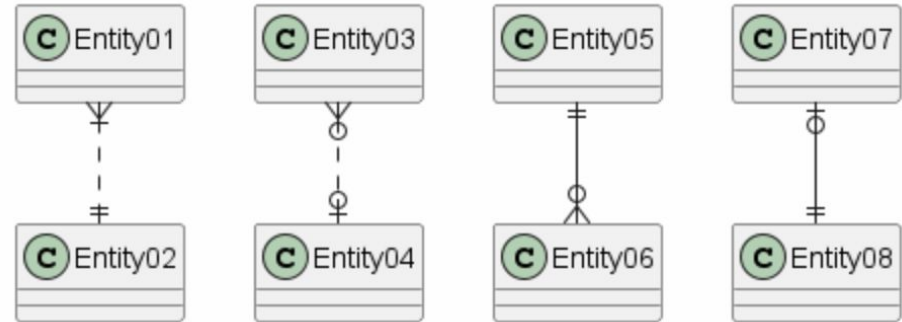 C Entity01
C Entity03
C Entity05
C Entity07
C Entity02
C Entity04
C Entity06
C Entity08